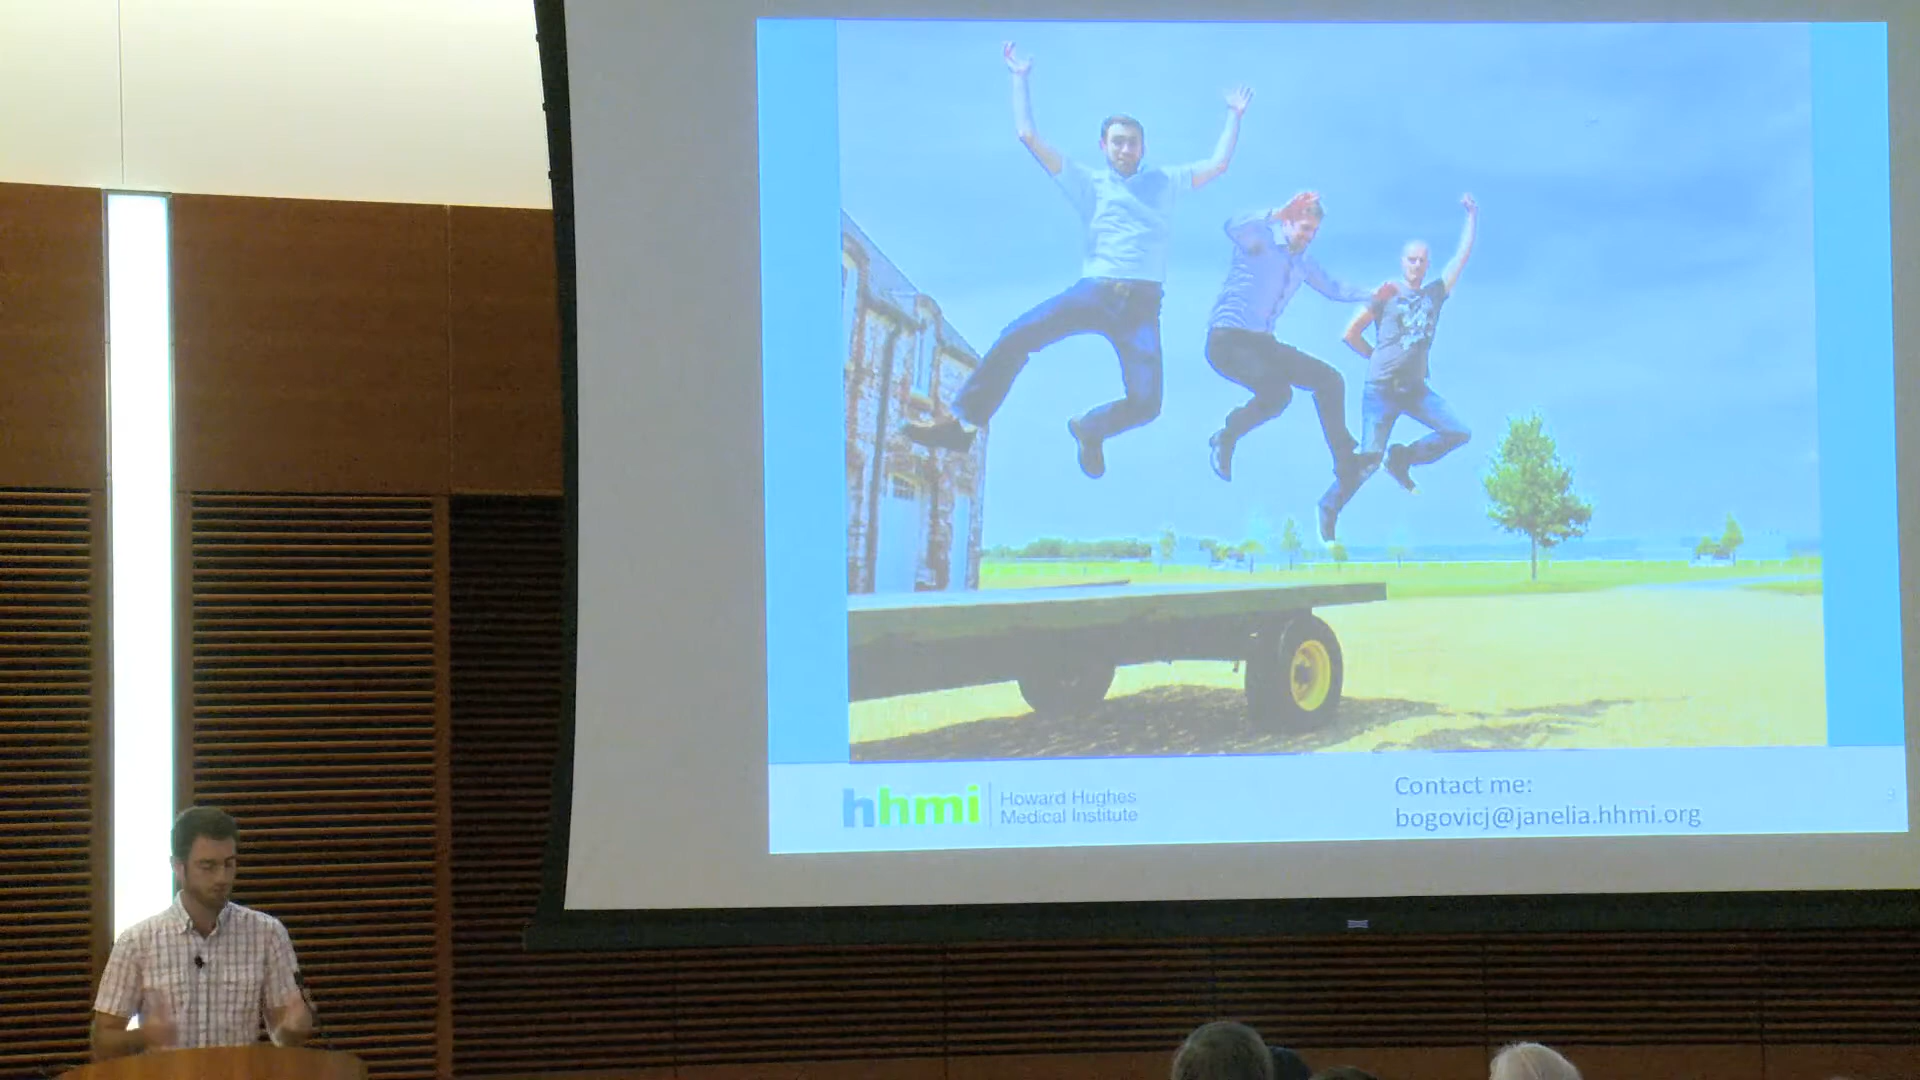 hhmi
Howard Hughes
Medical Institute
Contact me:
bogovicj@janelia.hhmi.org